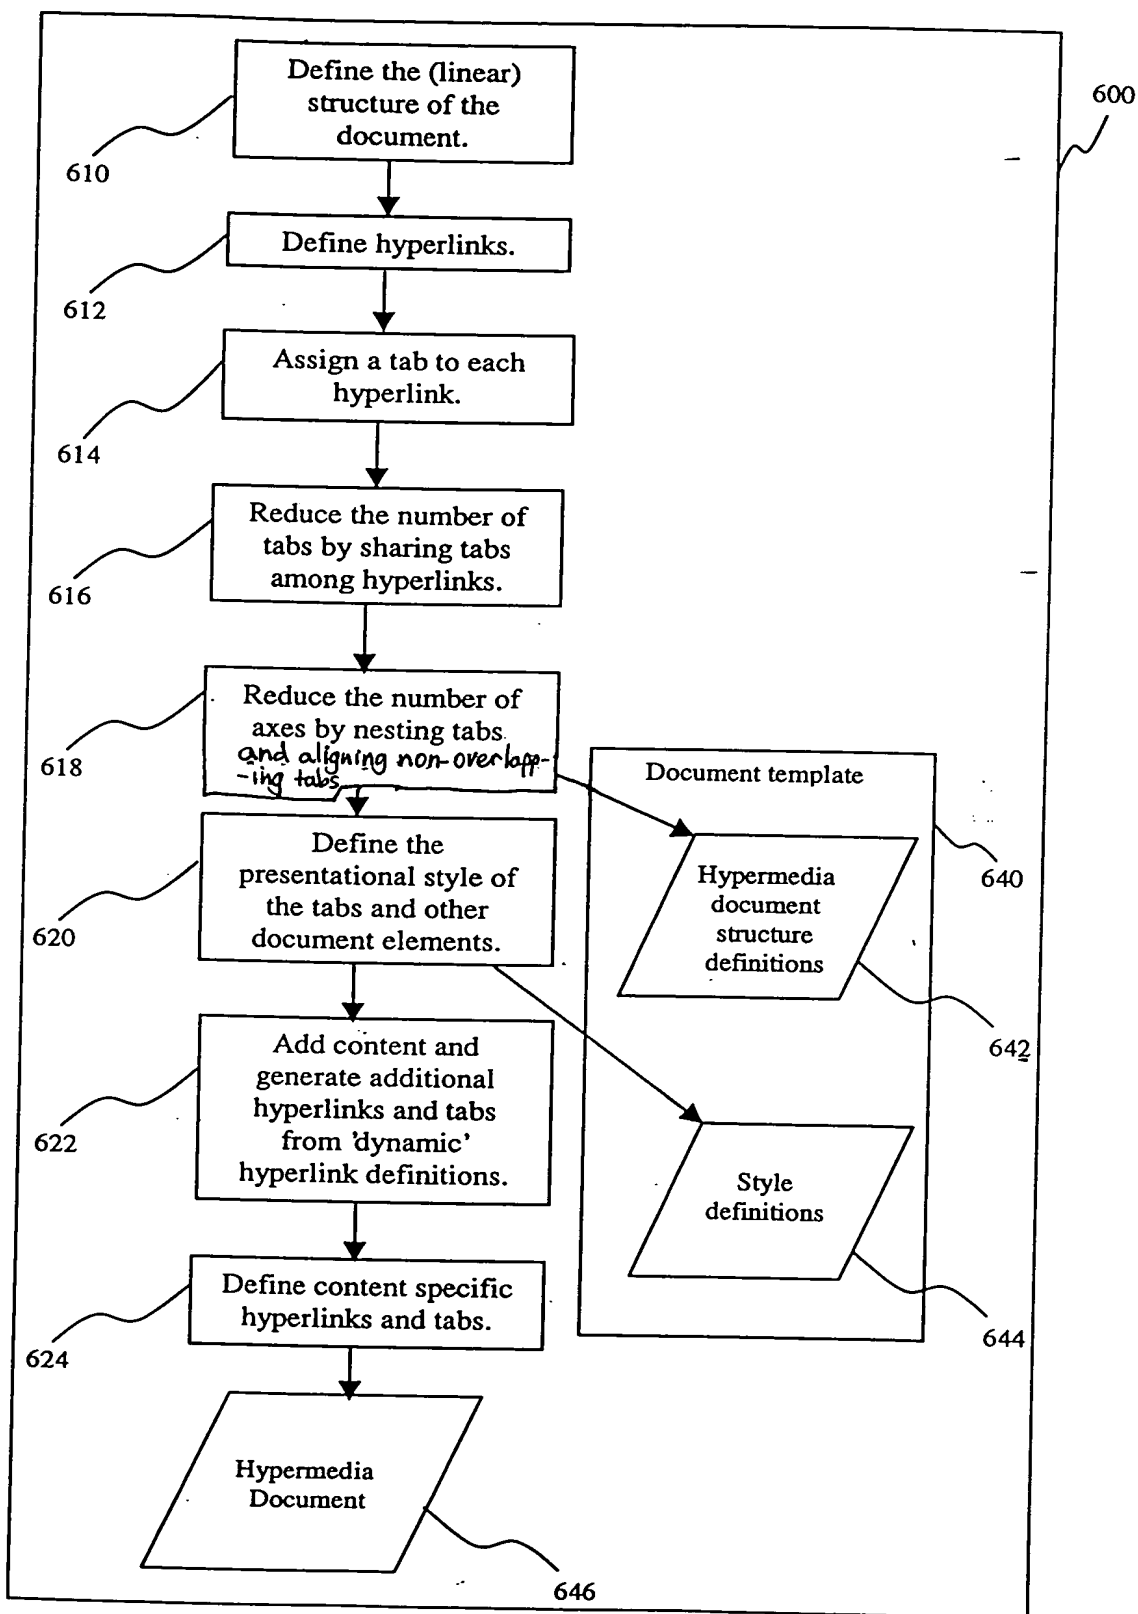 Define the (linear)
structure of the
document.
600
610
Define hyperlinks.
612
Assign a tab to each
hyperlink.
614
Reduce the number of
tabs by sharing tabs
among hyperlinks.
616
Reduce the number of
axes by nesting tabs
and aligning non-overlapp-
-ing tabs
618
Document template
Define the
presentational style of
the tabs and other
document elements.
620
640
Hypermedia
document
structure
definitions
642
Add content and
generate additional
hyperlinks and tabs
from 'dynamic'
hyperlink definitions.
622
Style
definitions
644
Define content specific
hyperlinks and tabs.
624
Hypermedia
Document
646